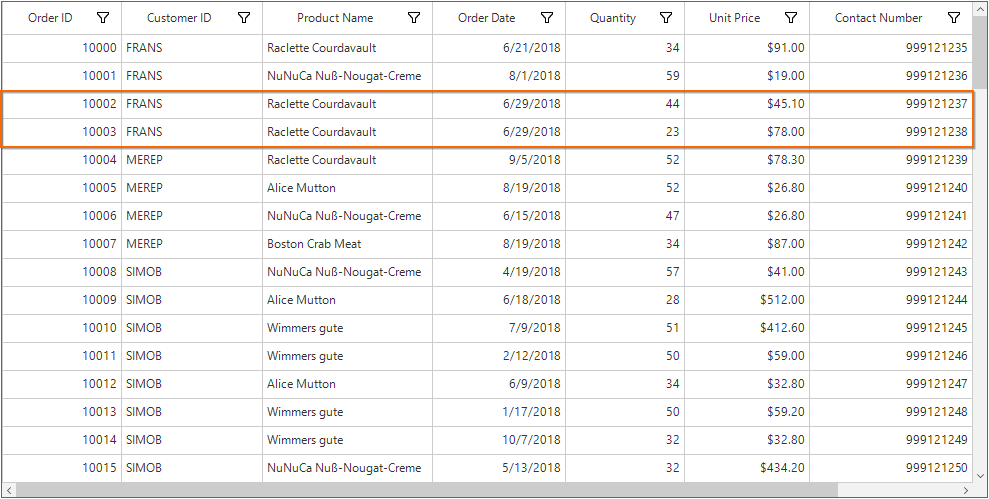 Order ID Customer ID Product Name Order Date Quantity Unit Price Contact Number
10000 FRANS Raclette Courdavault 6/21/2018 34 $91.00 999121235
10001 FRANS NuNuCa Nuß-Nougat-Creme 8/1/2018 59 $19.00 999121236
10002 FRANS Raclette Courdavault 6/29/2018 44 $45.10 999121237
10003 FRANS Raclette Courdavault 6/29/2018 23 $78.00 999121238
10004 MEREP Raclette Courdavault 9/5/2018 52 $78.30 999121239
10005 MEREP Alice Mutton 8/19/2018 52 $26.80 999121240
10006 MEREP NuNuCa Nuß-Nougat-Creme 6/15/2018 47 $26.80 999121241
10007 MEREP Boston Crab Meat 8/19/2018 34 $87.00 999121242
10008 SIMOB NuNuCa Nuß-Nougat-Creme 4/19/2018 57 $41.00 999121243
10009 SIMOB Alice Mutton 6/18/2018 28 $512.00 999121244
10010 SIMOB Wimmers gute 7/9/2018 51 $412.60 999121245
10011 SIMOB Wimmers gute 2/12/2018 50 $59.00 999121246
10012 SIMOB Alice Mutton 6/9/2018 34 $32.80 999121247
10013 SIMOB Wimmers gute 1/17/2018 50 $59.20 999121248
10014 SIMOB Wimmers gute 10/7/2018 32 $32.80 999121249
10015 SIMOB NuNuCa Nuß-Nougat-Creme 5/13/2018 32 $434.20 999121250